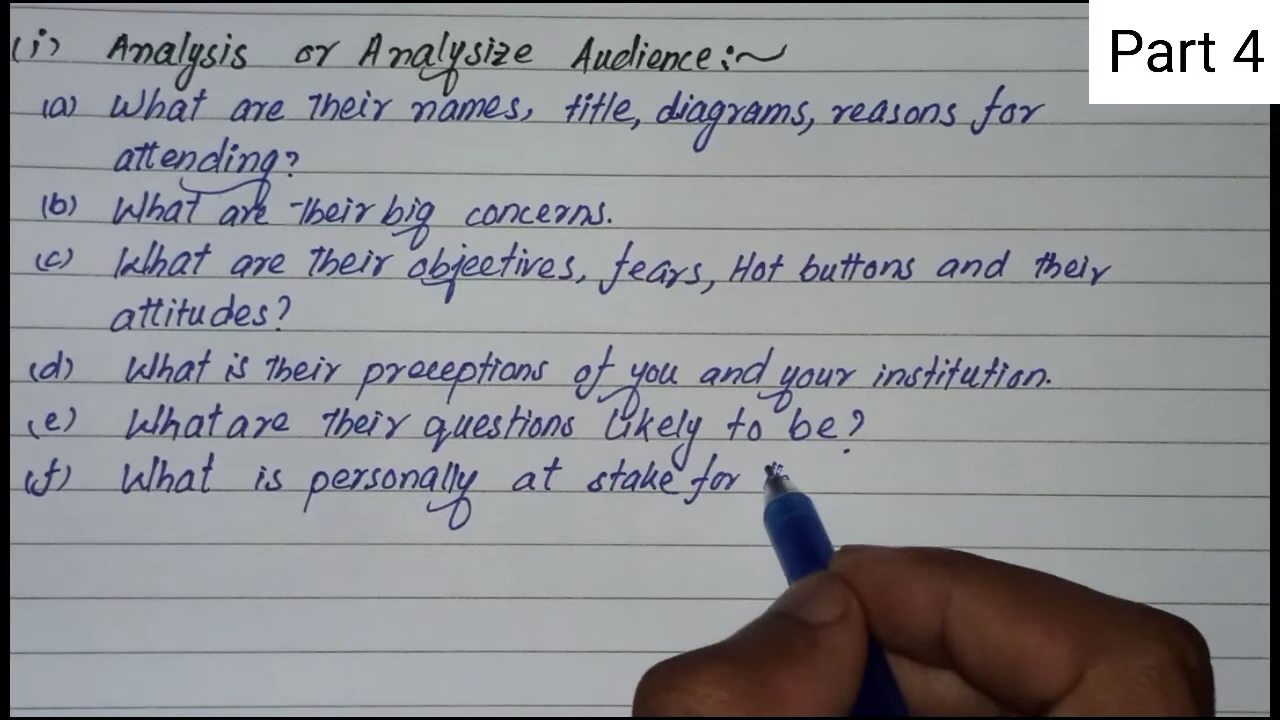 Part 4
(i) Analysis or Analysize Audience:~
(a) What are their names, title, diagrams, reasons for
attending?
(b) What are their big concerns.
(c) What are their objectives, fears, Hot buttons and their
attitudes?
(d) What is their preceptions of you and your institution.
(e) What are their questions likely to be?
(f) What is personally at stake for